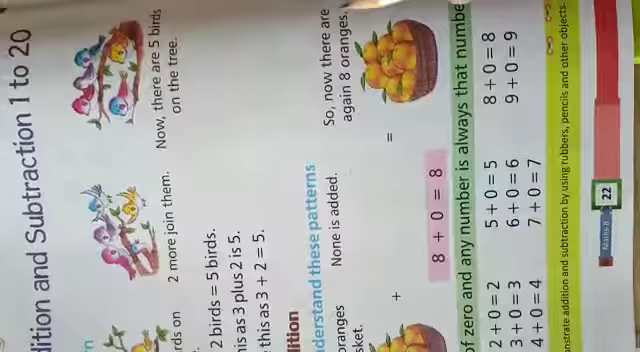 dition and Subtraction 1 to 20
2 more join them.
Now, there are 5 birds
on the tree.
rds on
2 birds = 5 birds.
his as 3 plus 2 is 5.
this as 3 + 2 = 5.
dition
derstand these patterns
oranges
sket.
None is added.
So, now there are
again 8 oranges.
+
=
8 + 0 = 8
of zero and any number is always that numbe
2 + 0 = 2
3 + 0 = 3
4 + 0 = 4
5 + 0 = 5
6 + 0 = 6
7 + 0 = 7
8 + 0 = 8
9 + 0 = 9
nstrate addition and subtraction by using rubbers, pencils and other objects.
22